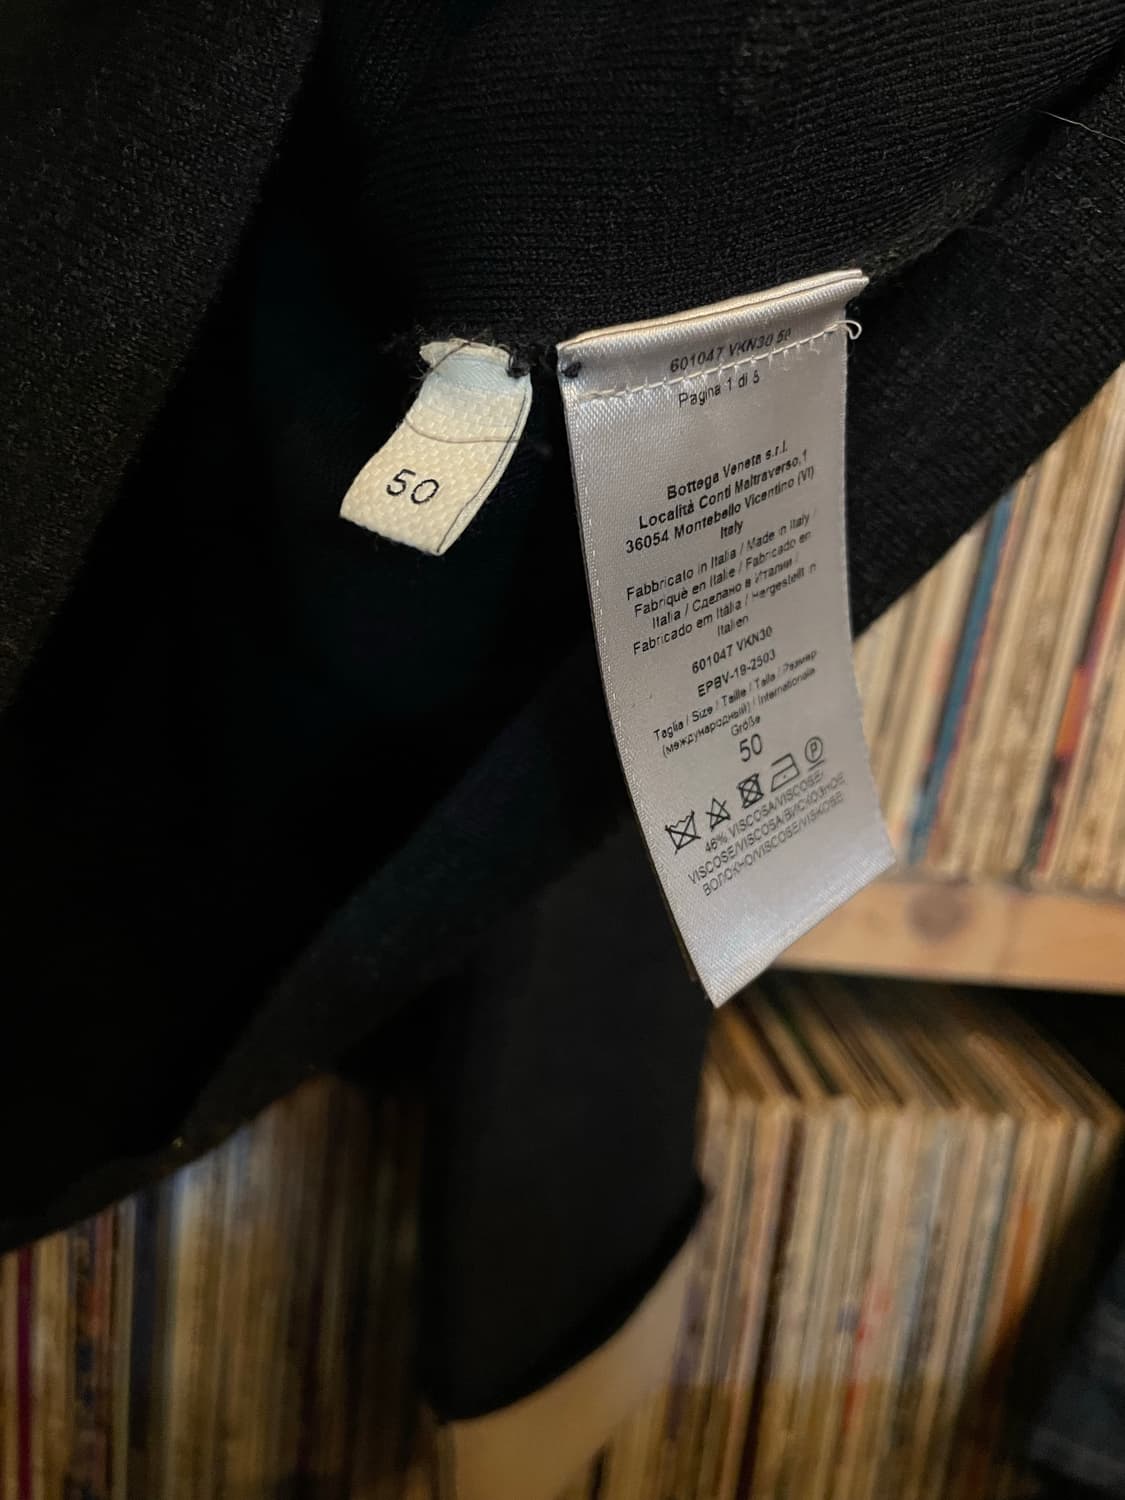 50
601047 VKN30 50
Pagina 1 di 5
Bottega Veneta s.r.l.
Località Conti Maltraverso,1
36054 Montebello Vicentino (VI)
Italy
Fabbricato in Italia / Made in Italy /
Fabriqué en Italie / Fabricado en
Italia / Сделано в Италии /
Fabricado em Itália / Hergestellt in
Italien
601047 VKN30
EPBV-19-2503
Taglia / Size / Taille / Talla / Размер
(международный) / Internationale
Größe
50
P
46% VISCOSA/VISCOSE/
VISCOSE/VISCOSA/ВИСКОЗНОЕ
ВОЛОКНО/VISCOSE/VISKOSE